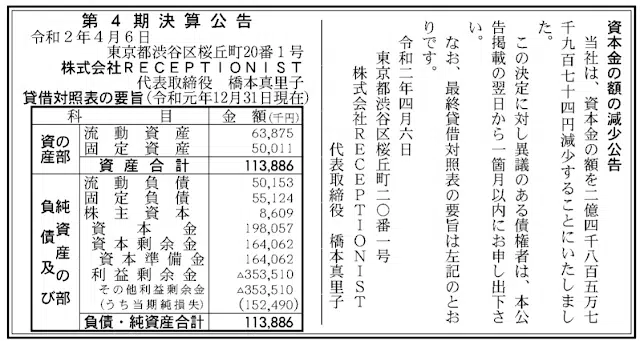 資本金の額の減少公告
当社は、資本金の額を二億四千八百五万七
千九百七十四円減少することにいたしまし
た。
この決定に対し異議のある債権者は、本公
告掲載の翌日から一箇月以内にお申し出下さ
い。
なお、最終貸借対照表の要旨は左記のとお
りです。
令和二年四月六日
東京都渋谷区桜丘町二〇番一号
株式会社RECEPTIONIST
代表取締役 橋本真里子
第4期決算公告
令和2年4月6日
東京都渋谷区桜丘町20番1号
株式会社RECEPTIONIST
代表取締役 橋本真里子
貸借対照表の要旨(令和元年12月31日現在)
科目 金額(千円)
資産の部
流動資産 63,875
固定資産 50,011
資産合計 113,886
負債及び純資産の部
流動負債 50,153
固定負債 55,124
株主資本 8,609
資本金 198,057
資本剰余金 164,062
資本準備金 164,062
利益剰余金 △353,510
その他利益剰余金 △353,510
(うち当期純損失) (152,490)
負債・純資産合計 113,886